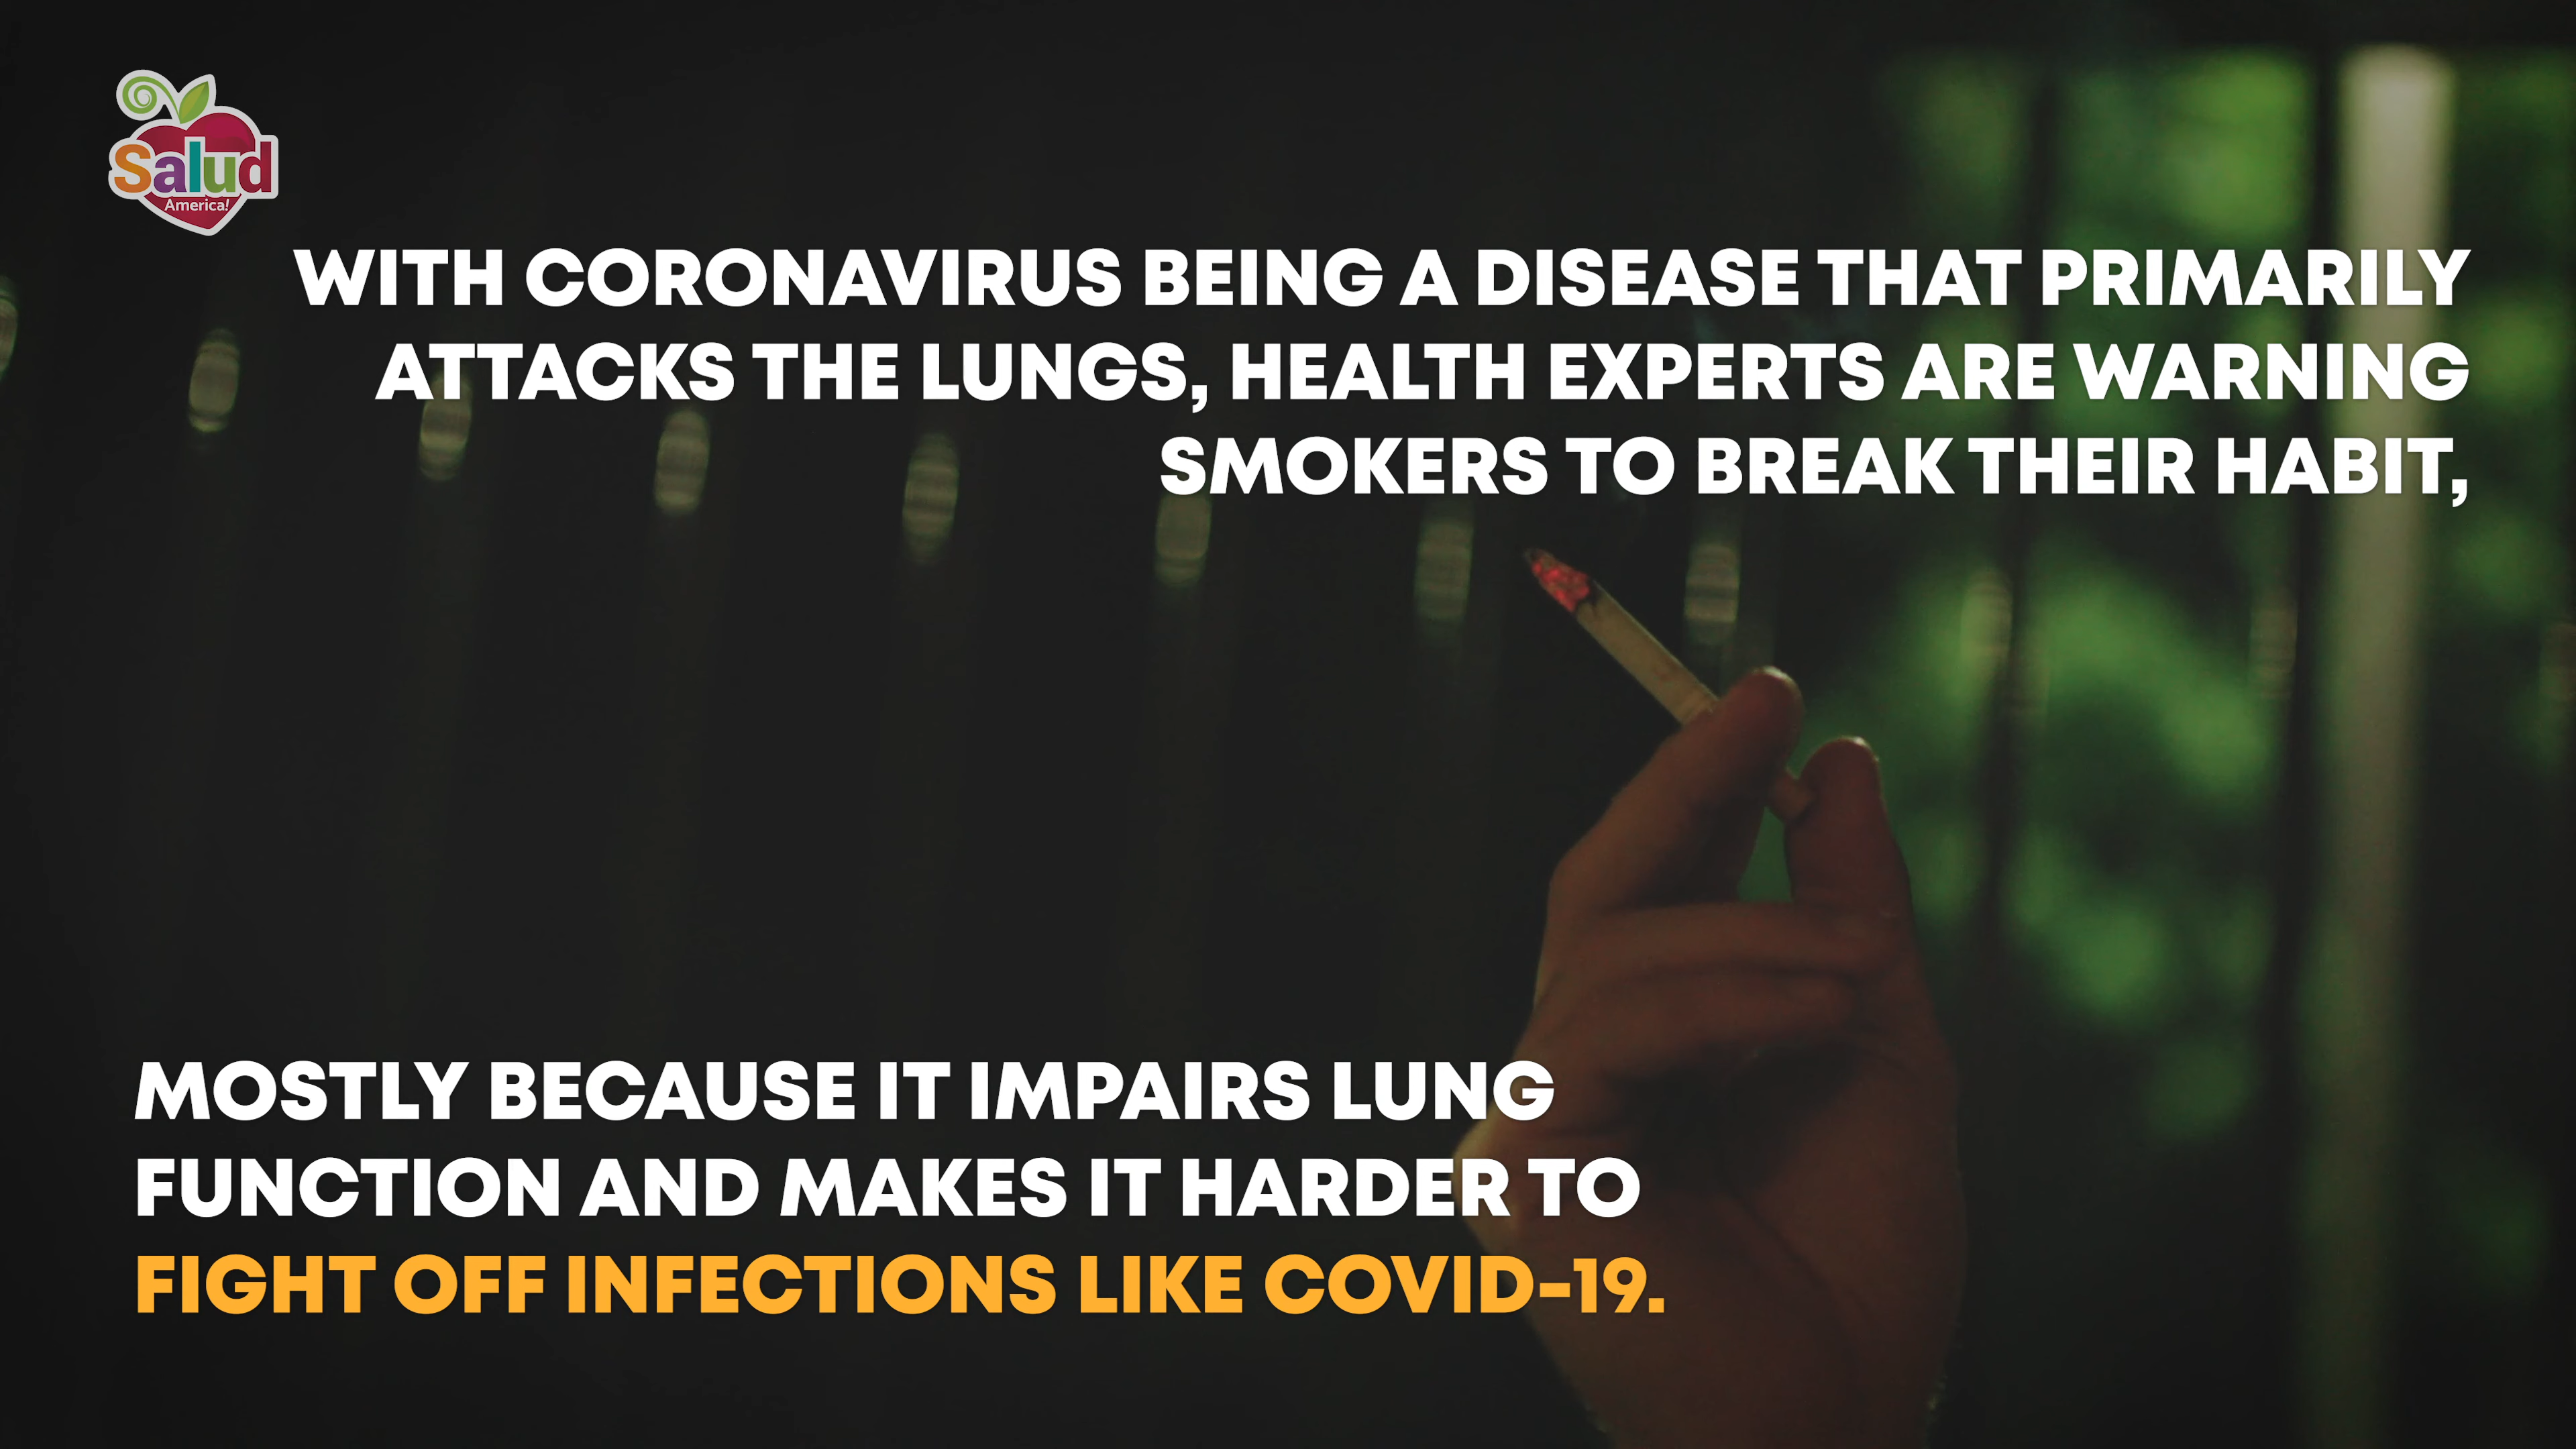 Salud
America!
WITH CORONAVIRUS BEING A DISEASE THAT PRIMARILY
ATTACKS THE LUNGS, HEALTH EXPERTS ARE WARNING
SMOKERS TO BREAK THEIR HABIT,
MOSTLY BECAUSE IT IMPAIRS LUNG
FUNCTION AND MAKES IT HARDER TO
FIGHT OFF INFECTIONS LIKE COVID-19.